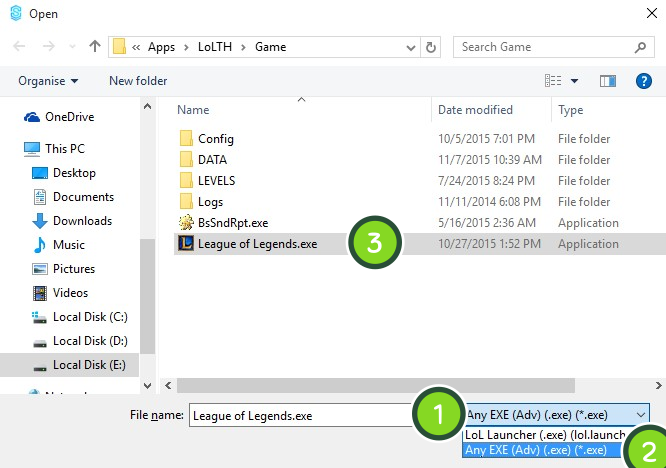 Open
Apps > LoLTH > Game
Search Game
Organise
New folder
?
Name
Date modified
Type
OneDrive
This PC
Desktop
Documents
Downloads
Music
Pictures
Videos
Local Disk (C:)
Local Disk (D:)
Local Disk (E:)
Config 10/5/2015 7:01 PM File folder
DATA 11/7/2015 10:39 AM File folder
LEVELS 7/24/2015 8:24 PM File folder
Logs 11/11/2014 6:08 PM File folder
BsSndRpt.exe 5/16/2015 2:36 AM Application
League of Legends.exe 3 10/27/2015 1:52 PM Application
File name: League of Legends.exe 1 Any EXE (Adv) (.exe) (*.exe)
LoL Launcher (.exe) (lol.launch
Any EXE (Adv) (.exe) (*.exe) 2